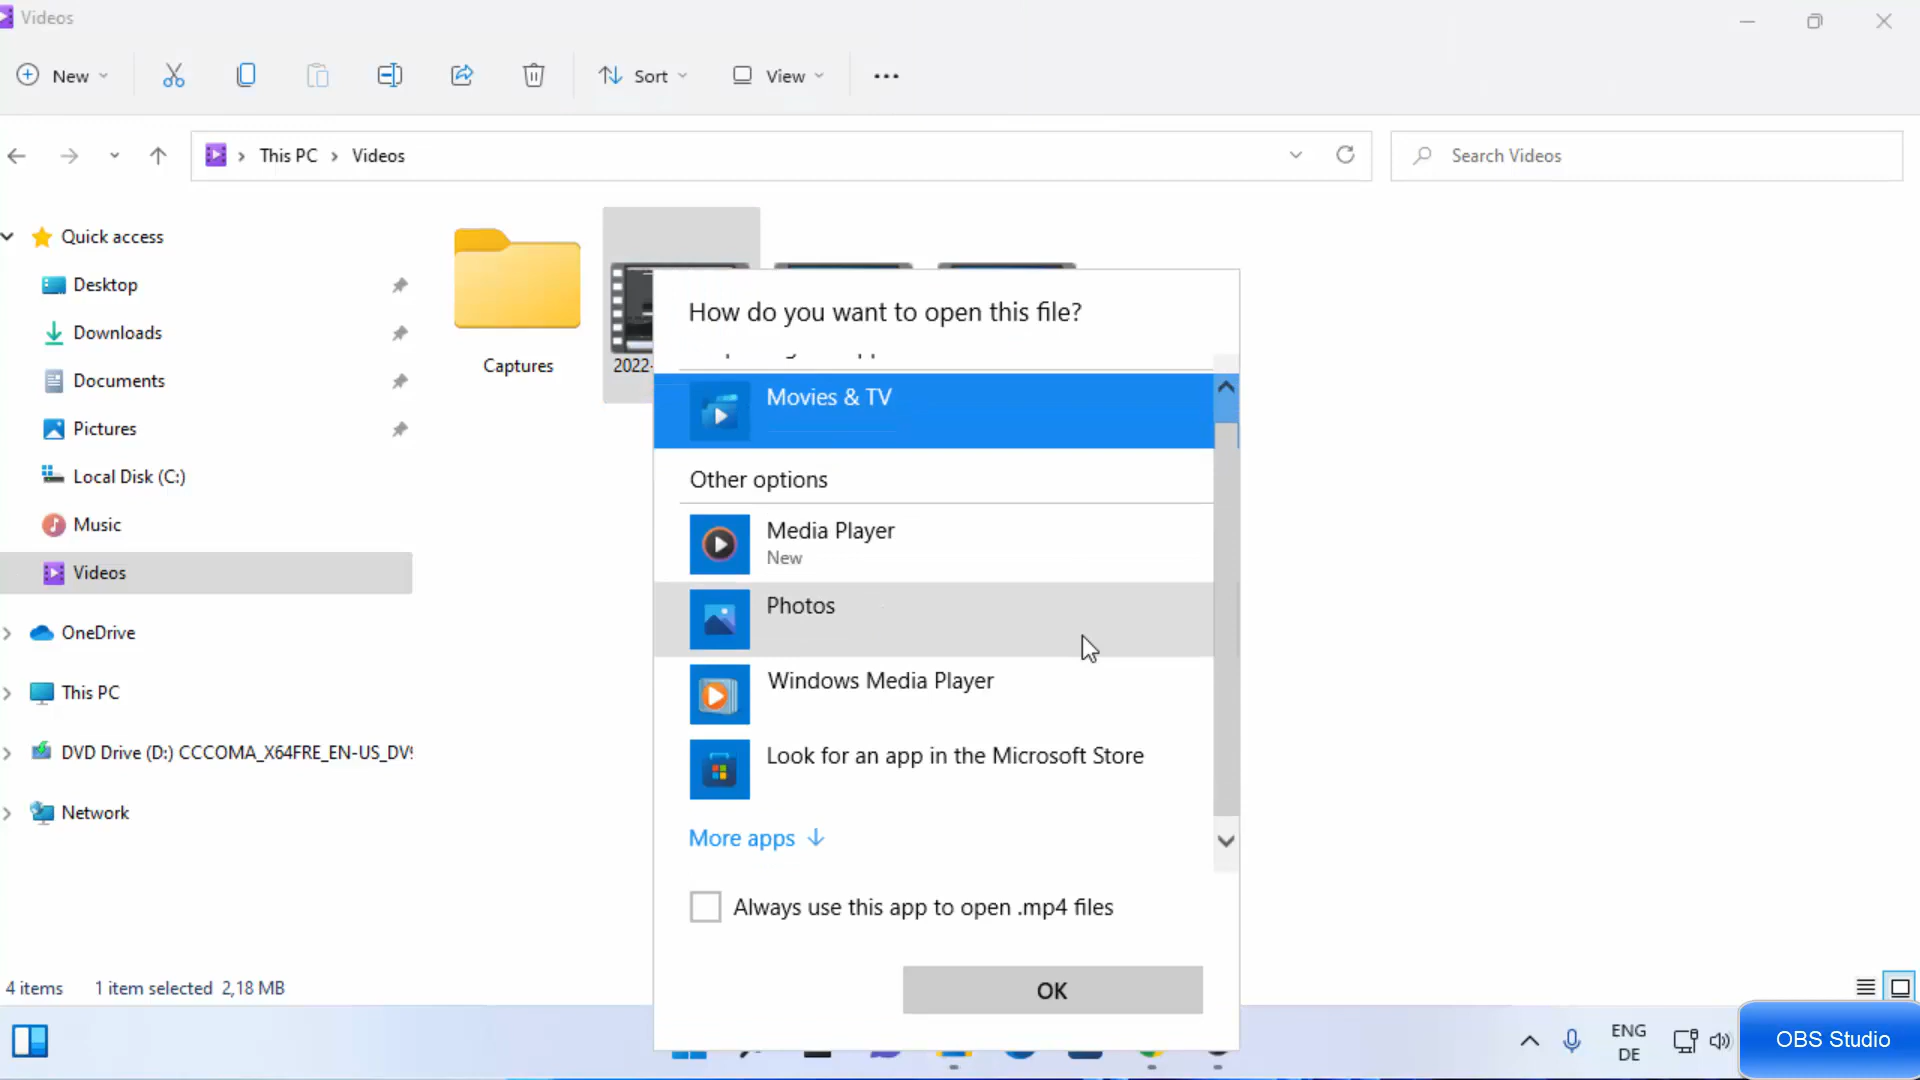 Videos
New
Sort
View
This PC
Videos
Search Videos
Quick access
Desktop
Downloads
Documents
Pictures
Local Disk (C:)
Music
Videos
OneDrive
This PC
DVD Drive (D:) CCCOMA_X64FRE_EN-US_DV
Network
Captures
2022-
How do you want to open this file?
Movies & TV
Other options
Media Player
New
Photos
Windows Media Player
Look for an app in the Microsoft Store
More apps
Always use this app to open .mp4 files
OK
4 items 1 item selected 2,18 MB
ENG
DE
OBS Studio